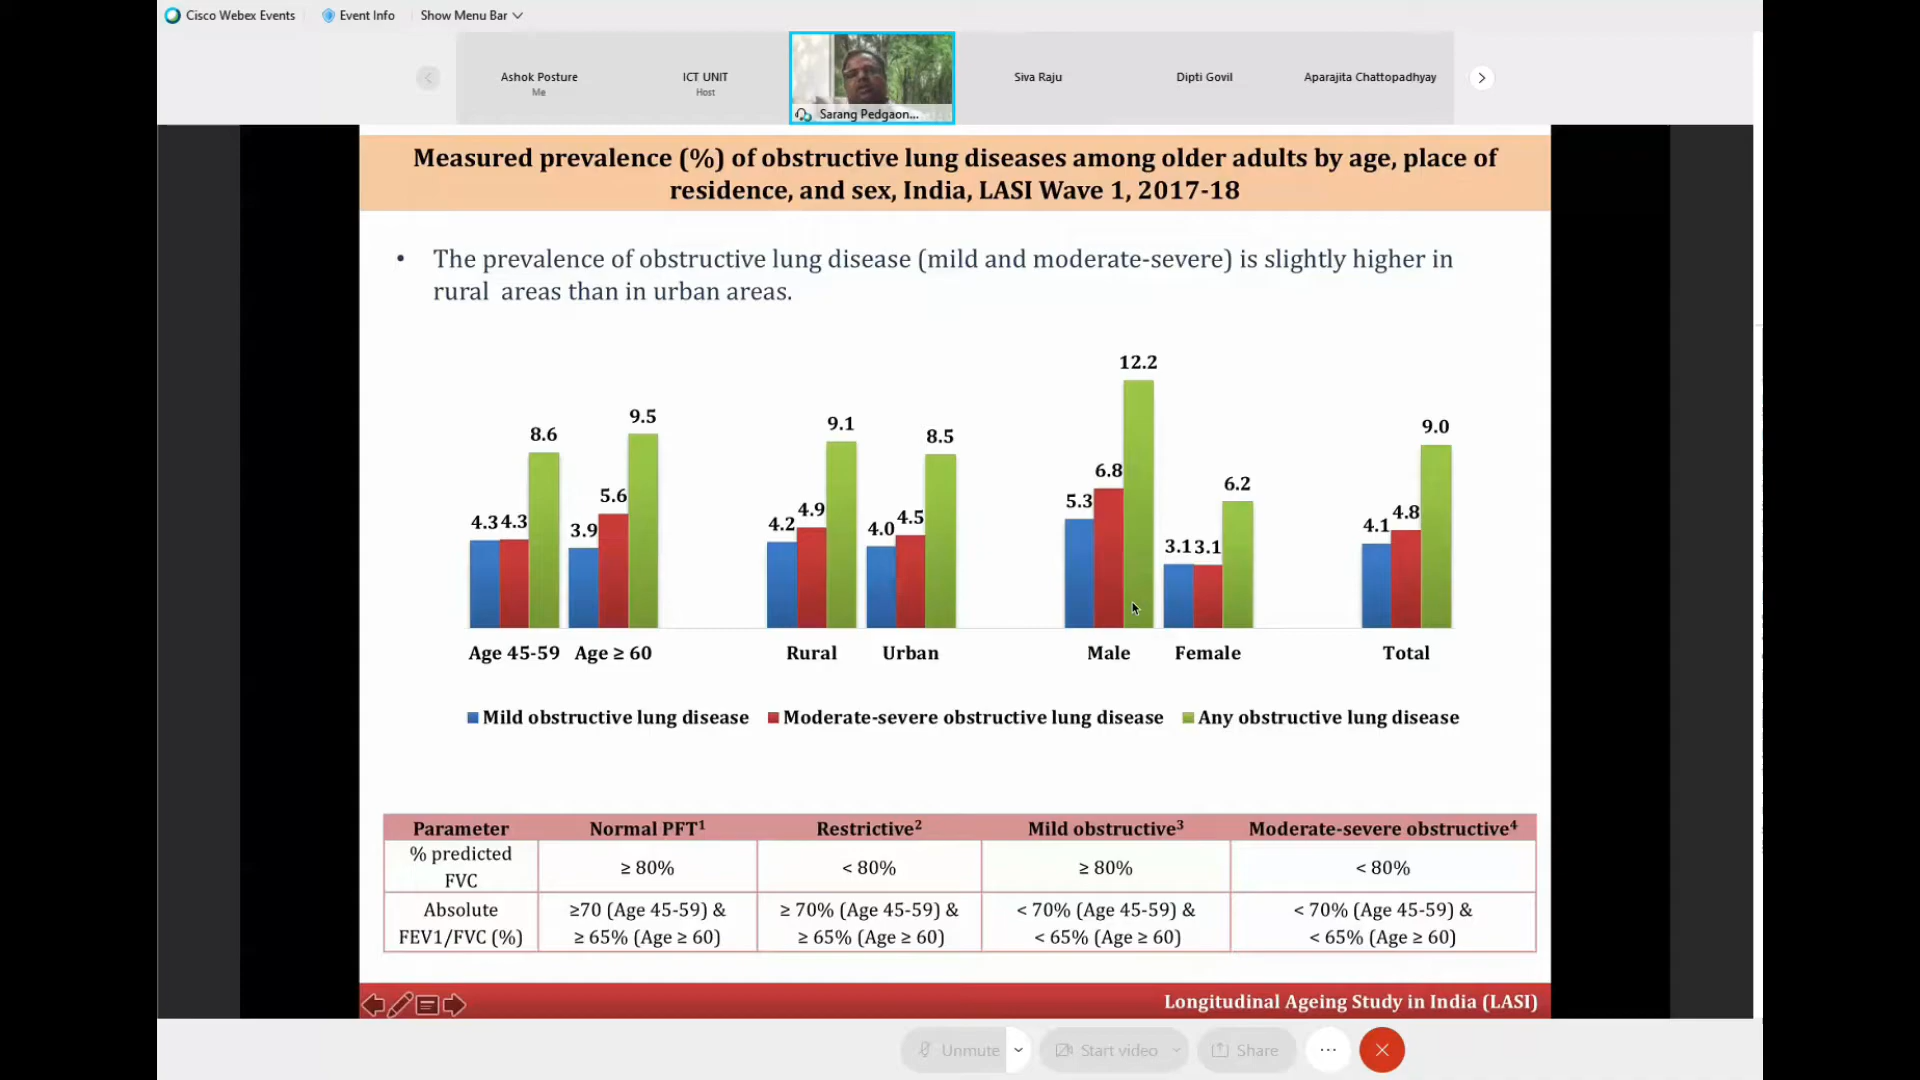 Cisco Webex Events Event Info Show Menu Bar
Ashok Posture
Me
ICT UNIT
Host
Sarang Pedgaon...
Siva Raju
Dipti Govil
Aparajita Chattopadhyay
Measured prevalence (%) of obstructive lung diseases among older adults by age, place of
residence, and sex, India, LASI Wave 1, 2017-18
• The prevalence of obstructive lung disease (mild and moderate-severe) is slightly higher in
rural areas than in urban areas.
4.3 4.3 8.6 3.9 5.6 9.5
4.2 4.9 9.1 4.0 4.5 8.5
5.3 6.8 12.2 3.1 3.1 6.2
4.1 4.8 9.0
Age 45-59 Age ≥ 60 Rural Urban Male Female Total
Mild obstructive lung disease Moderate-severe obstructive lung disease Any obstructive lung disease
Parameter Normal PFT¹ Restrictive² Mild obstructive³ Moderate-severe obstructive⁴
% predicted
FVC
≥ 80% < 80% ≥ 80% < 80%
Absolute ≥70 (Age 45-59) & ≥ 70% (Age 45-59) & < 70% (Age 45-59) & < 70% (Age 45-59) &
FEV1/FVC (%) ≥ 65% (Age ≥ 60) ≥ 65% (Age ≥ 60) < 65% (Age ≥ 60) < 65% (Age ≥ 60)
Longitudinal Ageing Study in India (LASI)
Unmute Start video Share